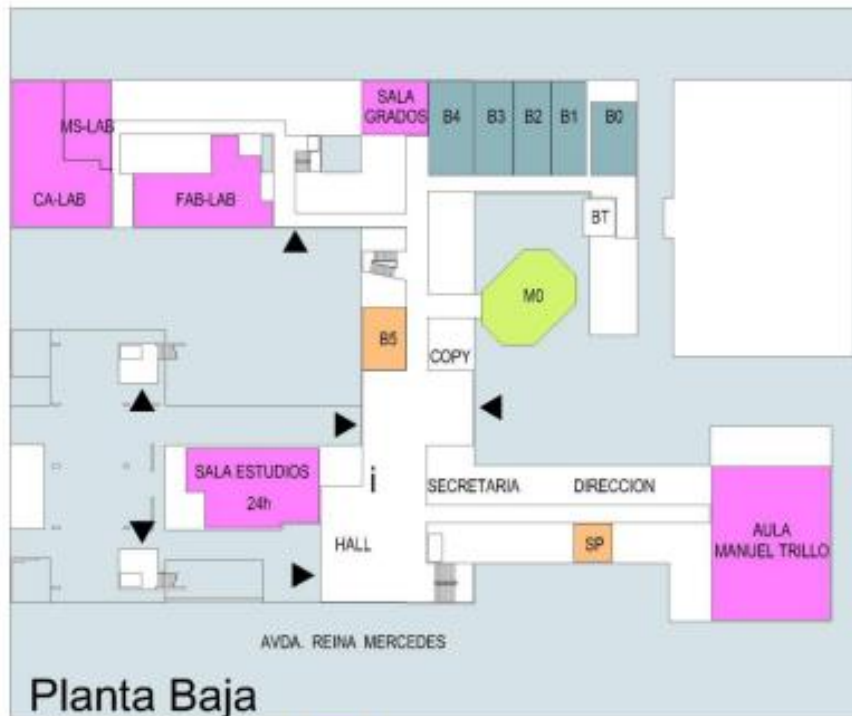 SALA
GRADOS
B4
B3
B2
B1
B0
MS-LAB
CA-LAB
FAB-LAB
BT
M0
B5
COPY
SALA ESTUDIOS
24h
i
SECRETARIA
DIRECCION
HALL
SP
AULA
MANUEL TRILLO
AVDA. REINA MERCEDES
Planta Baja